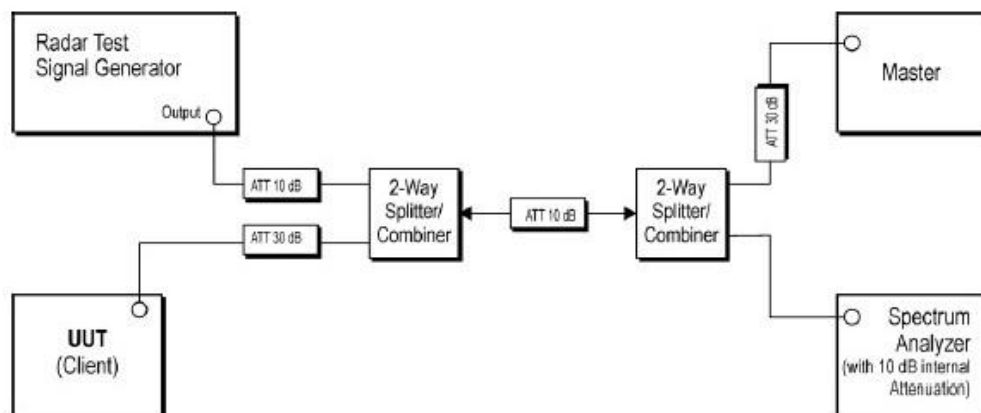 Radar Test
Signal Generator
Output
Master
ATT 30 dB
ATT 10 dB
2-Way
Splitter/
Combiner
ATT 10 dB
2-Way
Splitter/
Combiner
ATT 30 dB
UUT
(Client)
Spectrum
Analyzer
(with 10 dB internal
Attenuation)